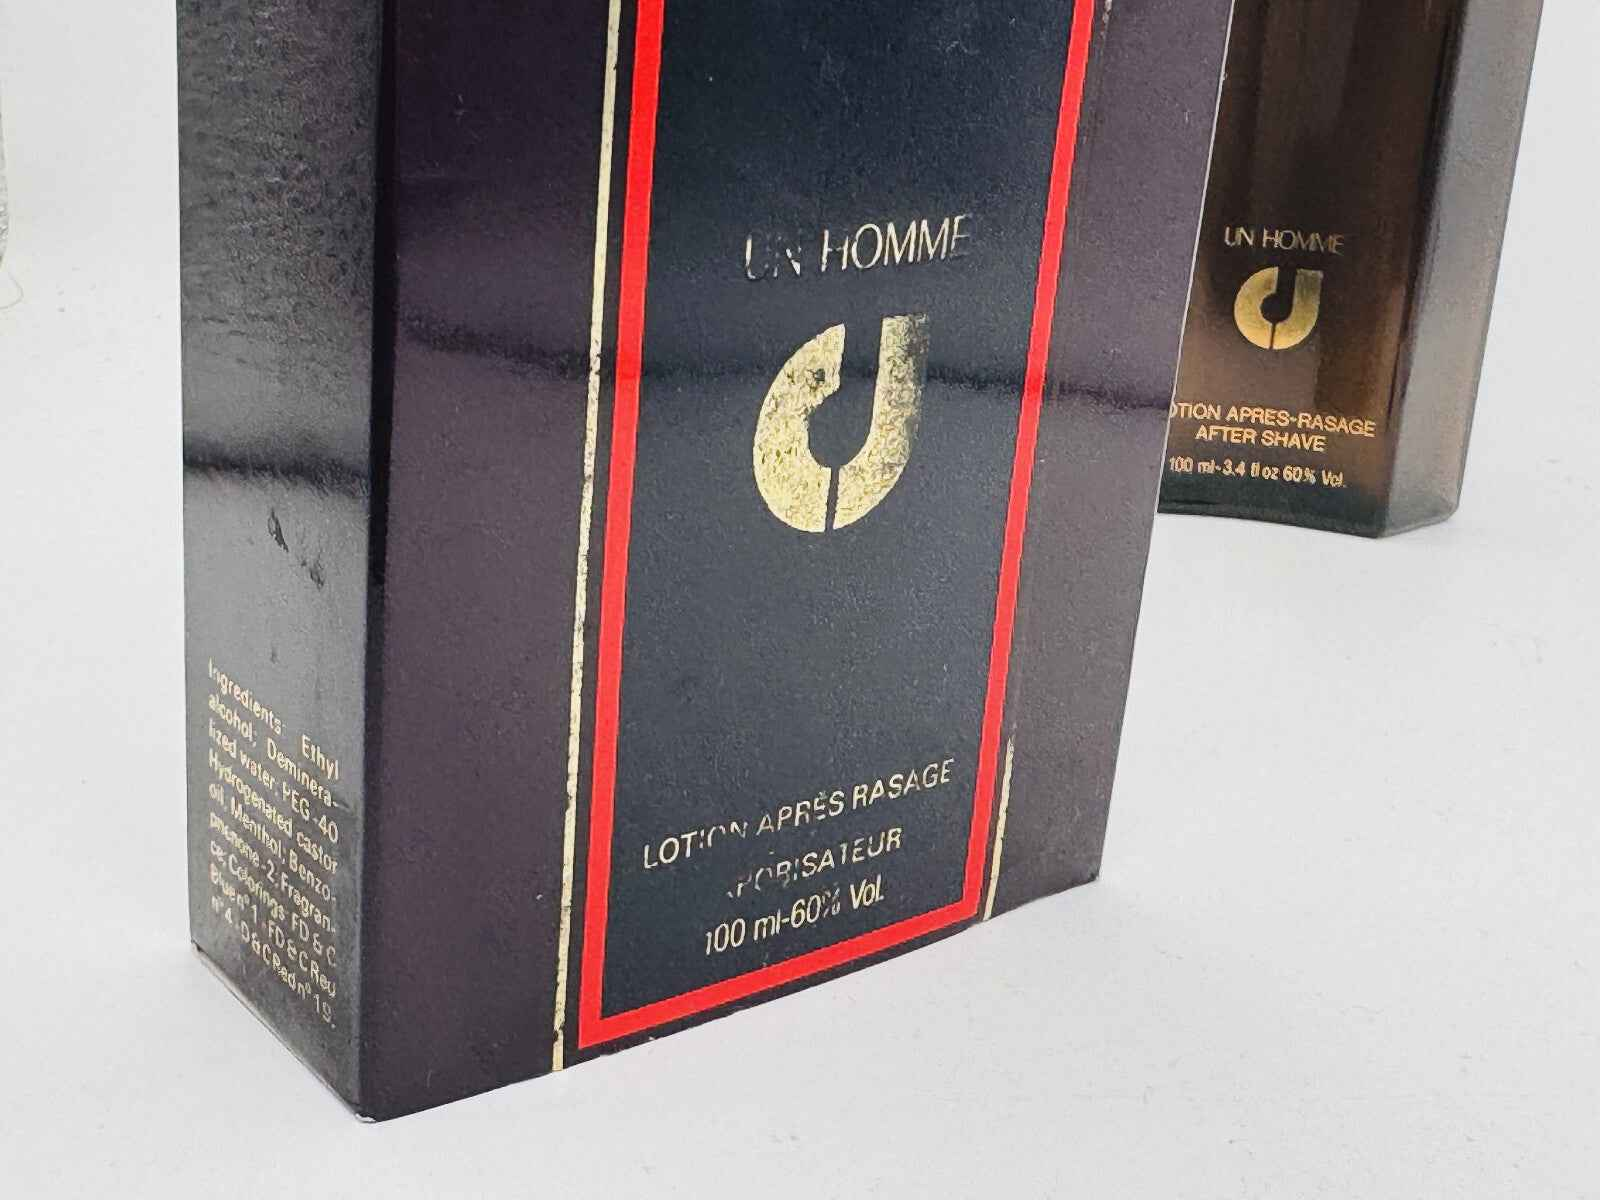 UN HOMME
LOTION APRÈS RASAGE
100 ml-60% Vol.
Ingredients: Ethyl
alcohol; Deminera-
lized water; PEG-40
Hydrogenated castor
oil, Menthol; Benzo-
phenone-2; Fragran-
ce; Colorings FD & C
Blue n° 1 - FD & C Red
n° 4 - D & C Red n° 19.
UN HOMME
APRES-RASAGE
AFTER SHAVE
100 ml-3.4 fl oz 60% Vol.